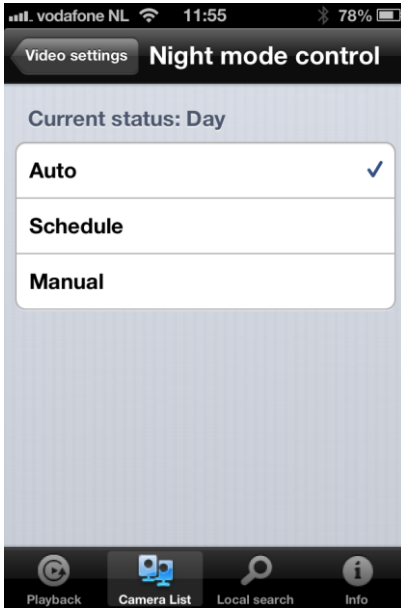 vodafone NL 11:55 78%
Video settings Night mode control
Current status: Day
Auto
Schedule
Manual
Playback Camera List Local search Info